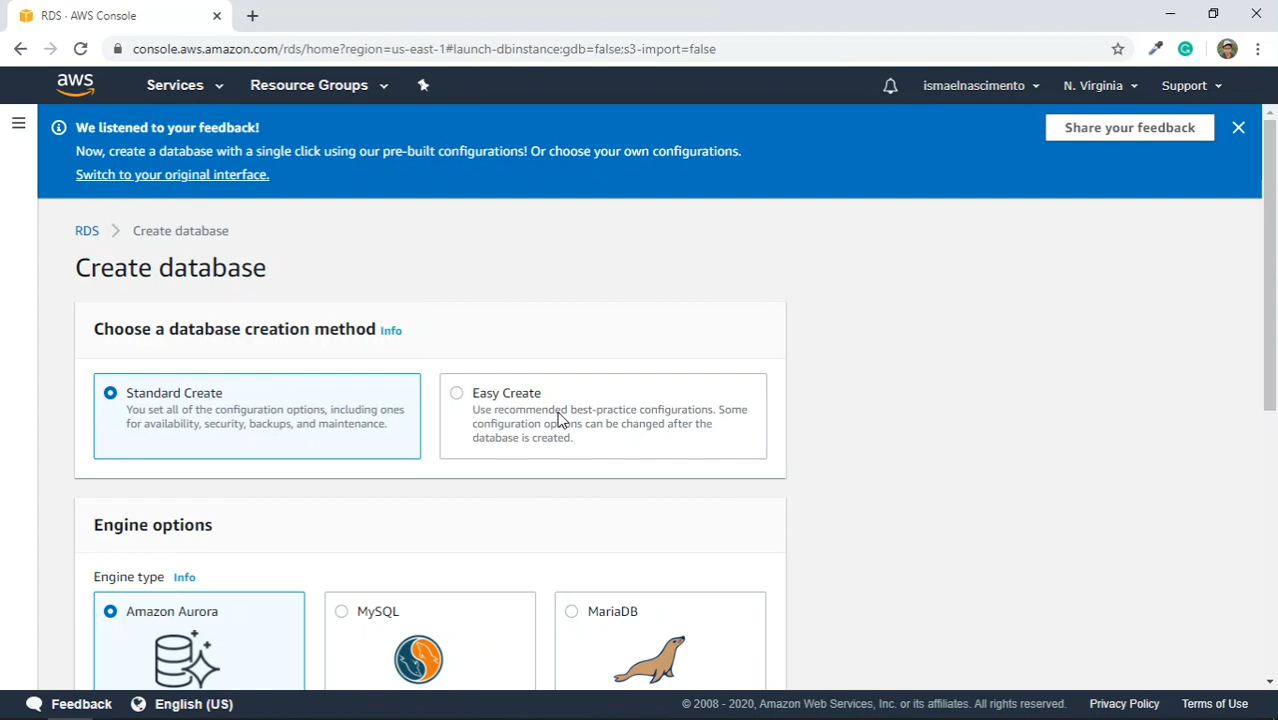 RDS · AWS Console
console.aws.amazon.com/rds/home?region=us-east-1#launch-dbinstance:gdb=false;s3-import=false
aws
Services
Resource Groups
ismaelnascimento
N. Virginia
Support
We listened to your feedback!
Now, create a database with a single click using our pre-built configurations! Or choose your own configurations.
Switch to your original interface.
Share your feedback
RDS
Create database
Create database
Choose a database creation method Info
Standard Create
You set all of the configuration options, including ones
for availability, security, backups, and maintenance.
Easy Create
Use recommended best-practice configurations. Some
configuration options can be changed after the
database is created.
Engine options
Engine type Info
Amazon Aurora
MySQL
MariaDB
Feedback
English (US)
© 2008 - 2020, Amazon Web Services, Inc. or its affiliates. All rights reserved.
Privacy Policy
Terms of Use